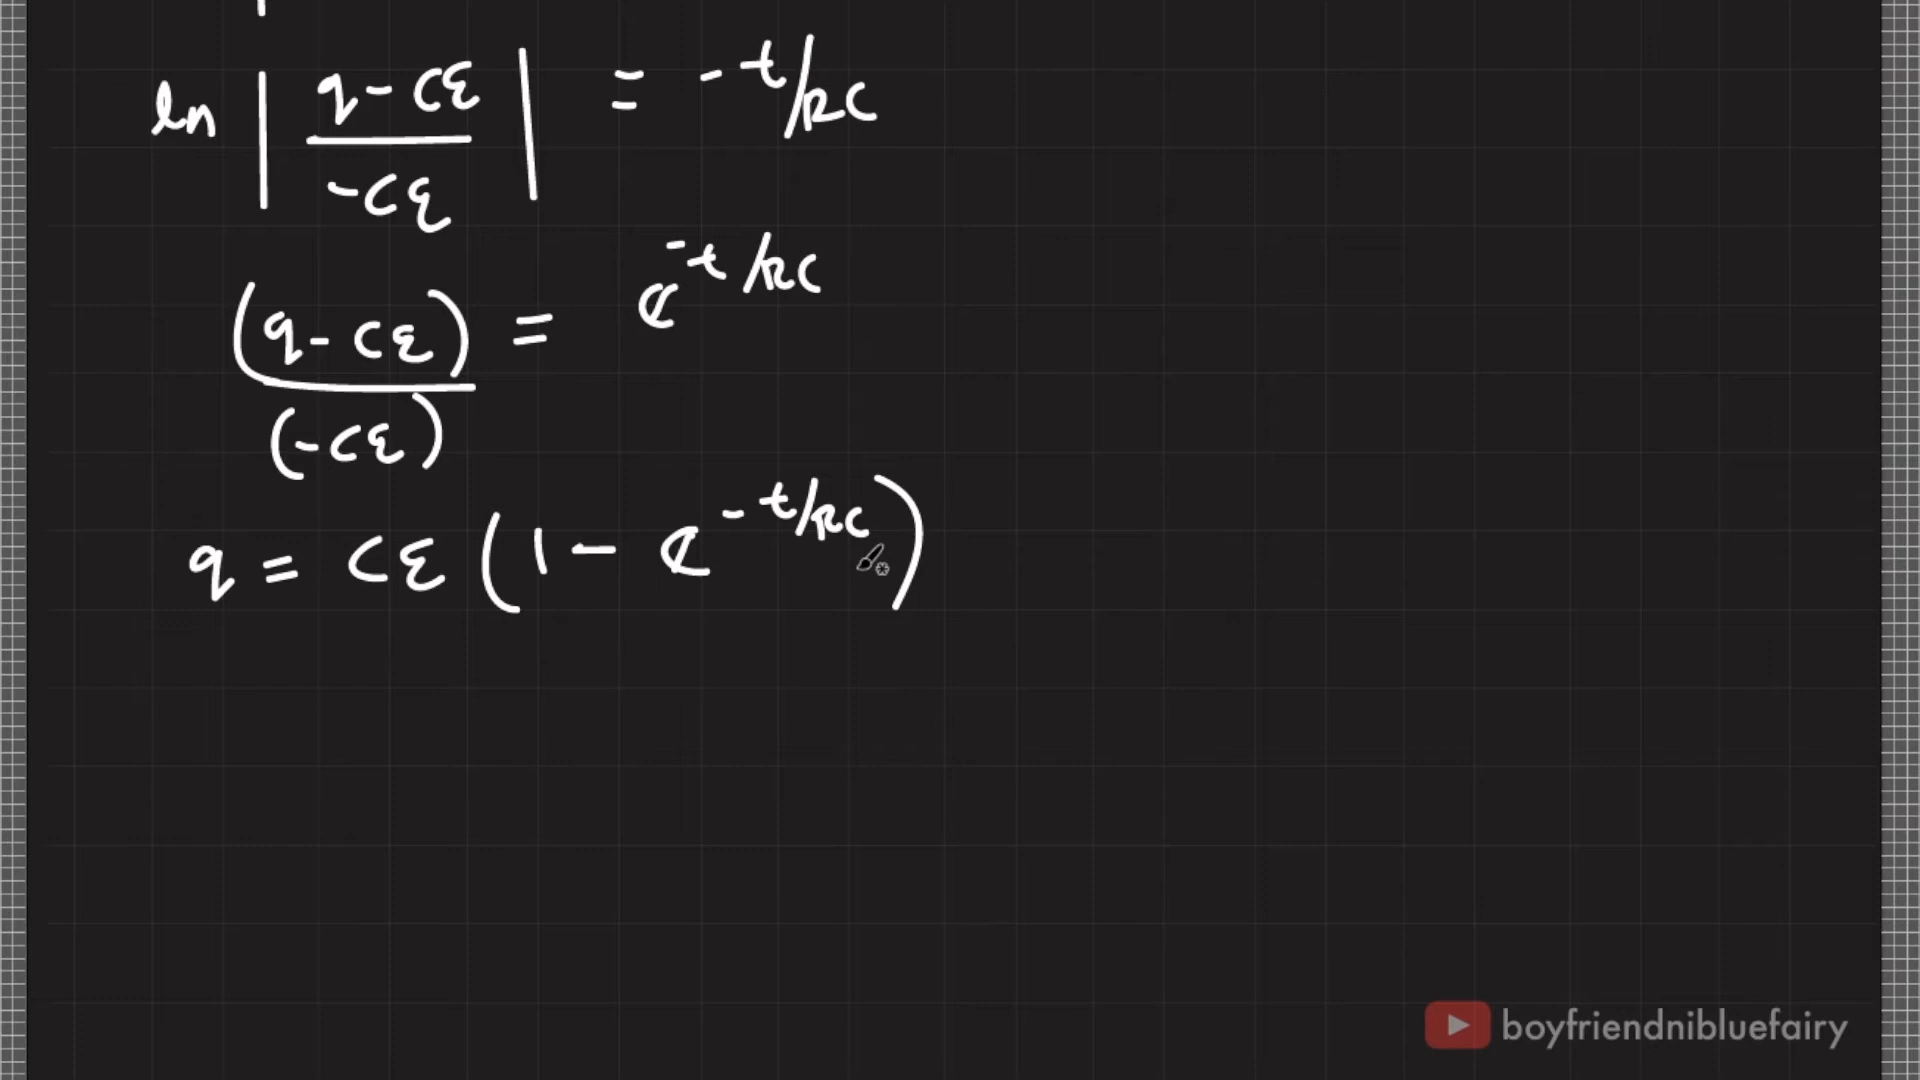 ln | (q - Cε) / (-Cε) | = -t/RC
(q - Cε) / (-Cε) = e^(-t/RC)
q = Cε (1 - e^(-t/RC))
boyfriendnibluefairy